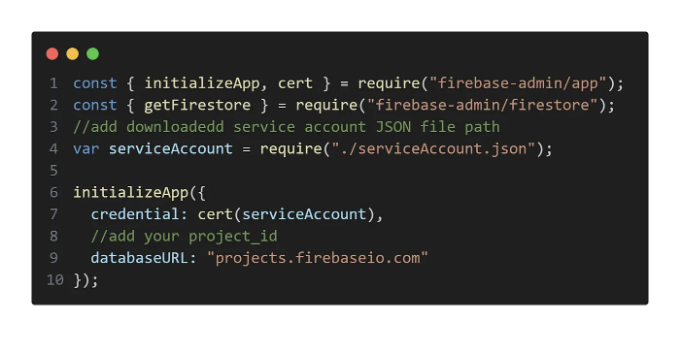 1 const { initializeApp, cert } = require("firebase-admin/app");
2 const { getFirestore } = require("firebase-admin/firestore");
3 //add downloadedd service account JSON file path
4 var serviceAccount = require("./serviceAccount.json");
5
6 initializeApp({
7 credential: cert(serviceAccount),
8 //add your project_id
9 databaseURL: "projects.firebaseio.com"
10 });